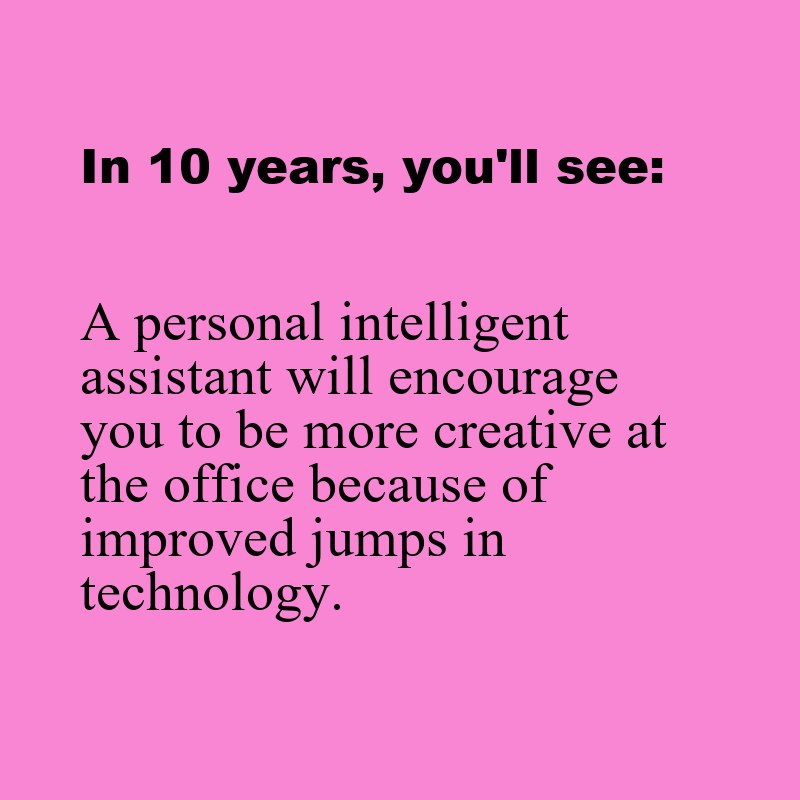 In 10 years, you'll see:
A personal intelligent
assistant will encourage
you to be more creative at
the office because of
improved jumps in
technology.